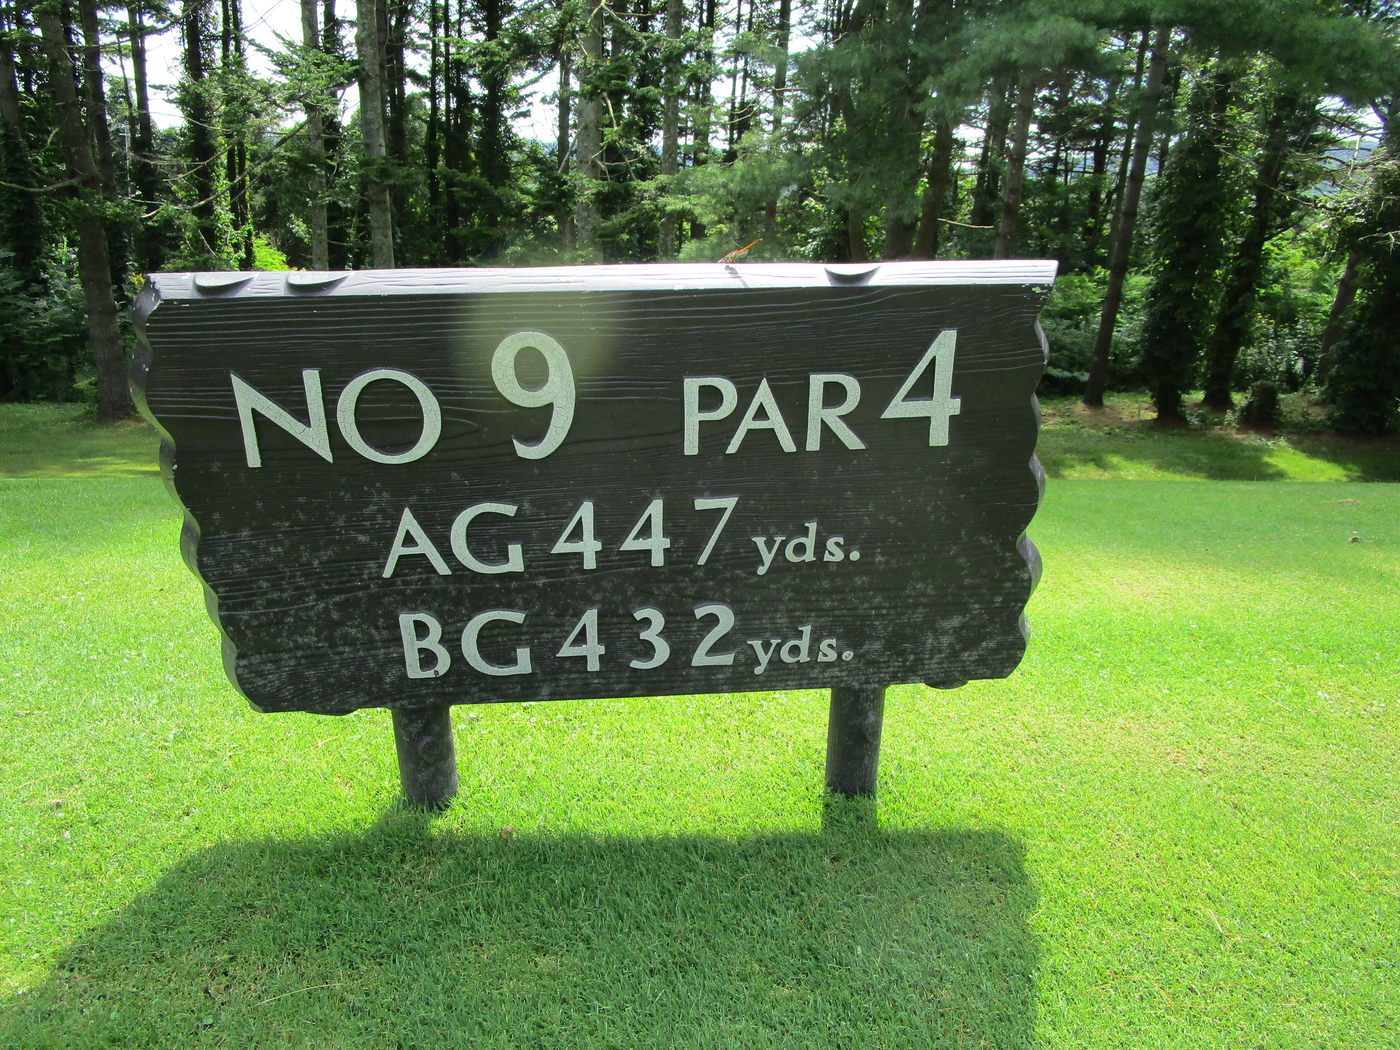 NO 9 PAR 4
AG 447 yds.
BG 432 yds.